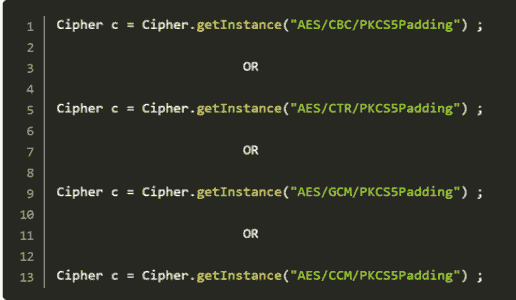 1 Cipher c = Cipher.getInstance("AES/CBC/PKCS5Padding") ;
2
3 OR
4
5 Cipher c = Cipher.getInstance("AES/CTR/PKCS5Padding") ;
6
7 OR
8
9 Cipher c = Cipher.getInstance("AES/GCM/PKCS5Padding") ;
10
11 OR
12
13 Cipher c = Cipher.getInstance("AES/CCM/PKCS5Padding") ;